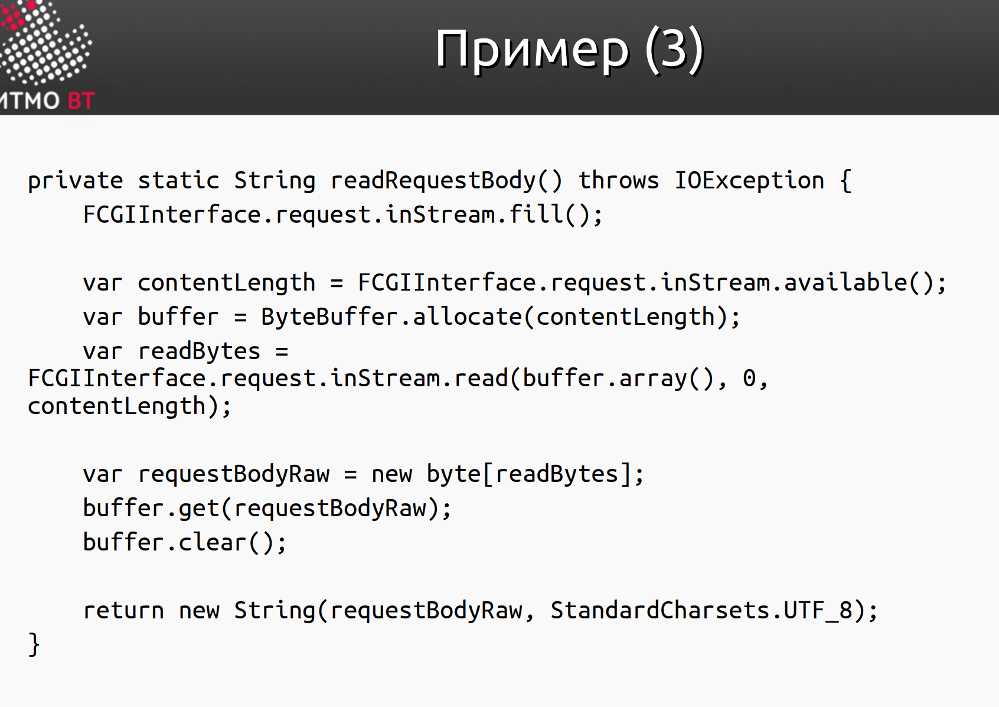 Пример (3)
ИТМО ВТ
private static String readRequestBody() throws IOException {
    FCGIInterface.request.inStream.fill();
    var contentLength = FCGIInterface.request.inStream.available();
    var buffer = ByteBuffer.allocate(contentLength);
    var readBytes =
FCGIInterface.request.inStream.read(buffer.array(), 0,
contentLength);
    var requestBodyRaw = new byte[readBytes];
    buffer.get(requestBodyRaw);
    buffer.clear();
    return new String(requestBodyRaw, StandardCharsets.UTF_8);
}